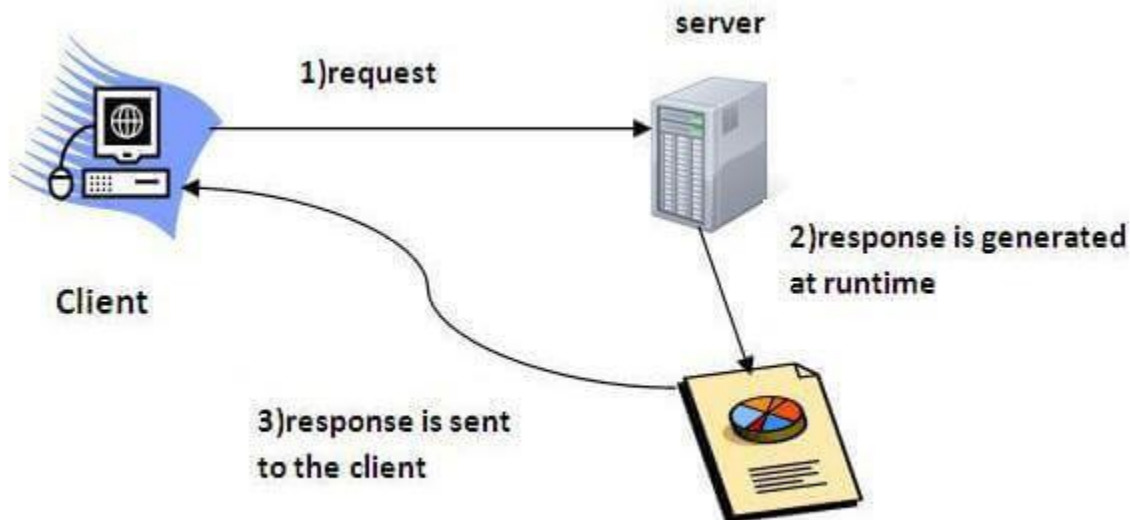 server
1)request
Client
2)response is generated
at runtime
3)response is sent
to the client